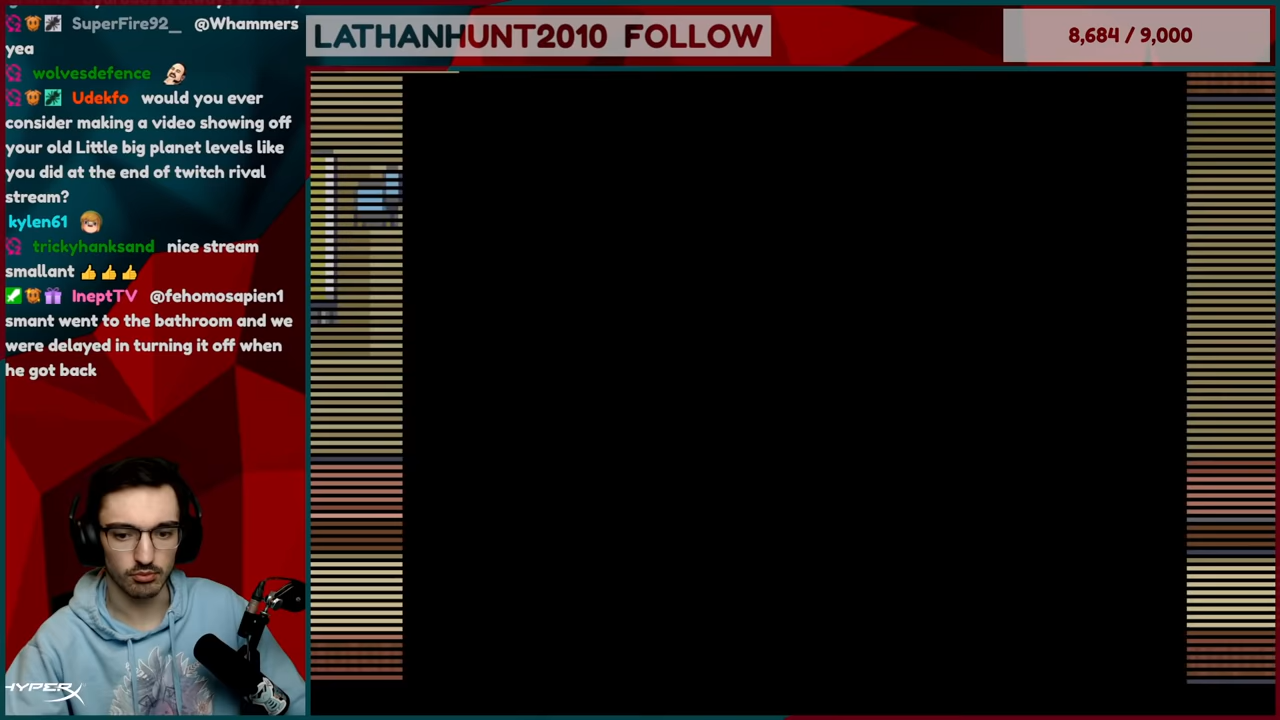 SuperFire92_ @Whammers
yea
wolvesdefence
Udekfo would you ever
consider making a video showing off
your old Little big planet levels like
you did at the end of twitch rival
stream?
kylen61
trickyhanksand nice stream
smallant 👍👍👍
IneptTV @fehomosapien1
smant went to the bathroom and we
were delayed in turning it off when
he got back
LATHANHUNT2010 FOLLOW
8,684 / 9,000
HYPERX